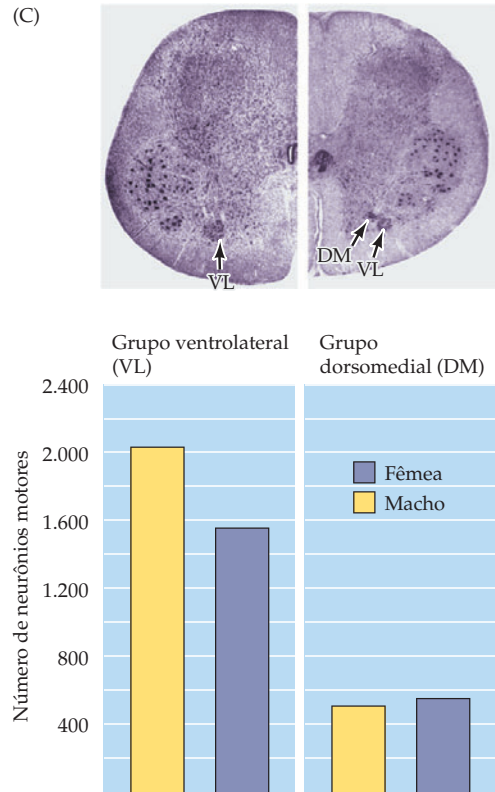 (C)
VL
DM
VL
Grupo ventrolateral
(VL)
Grupo
dorsomedial (DM)
Número de neurônios motores
2.400
2.000
1.600
1.200
800
400
Fêmea
Macho